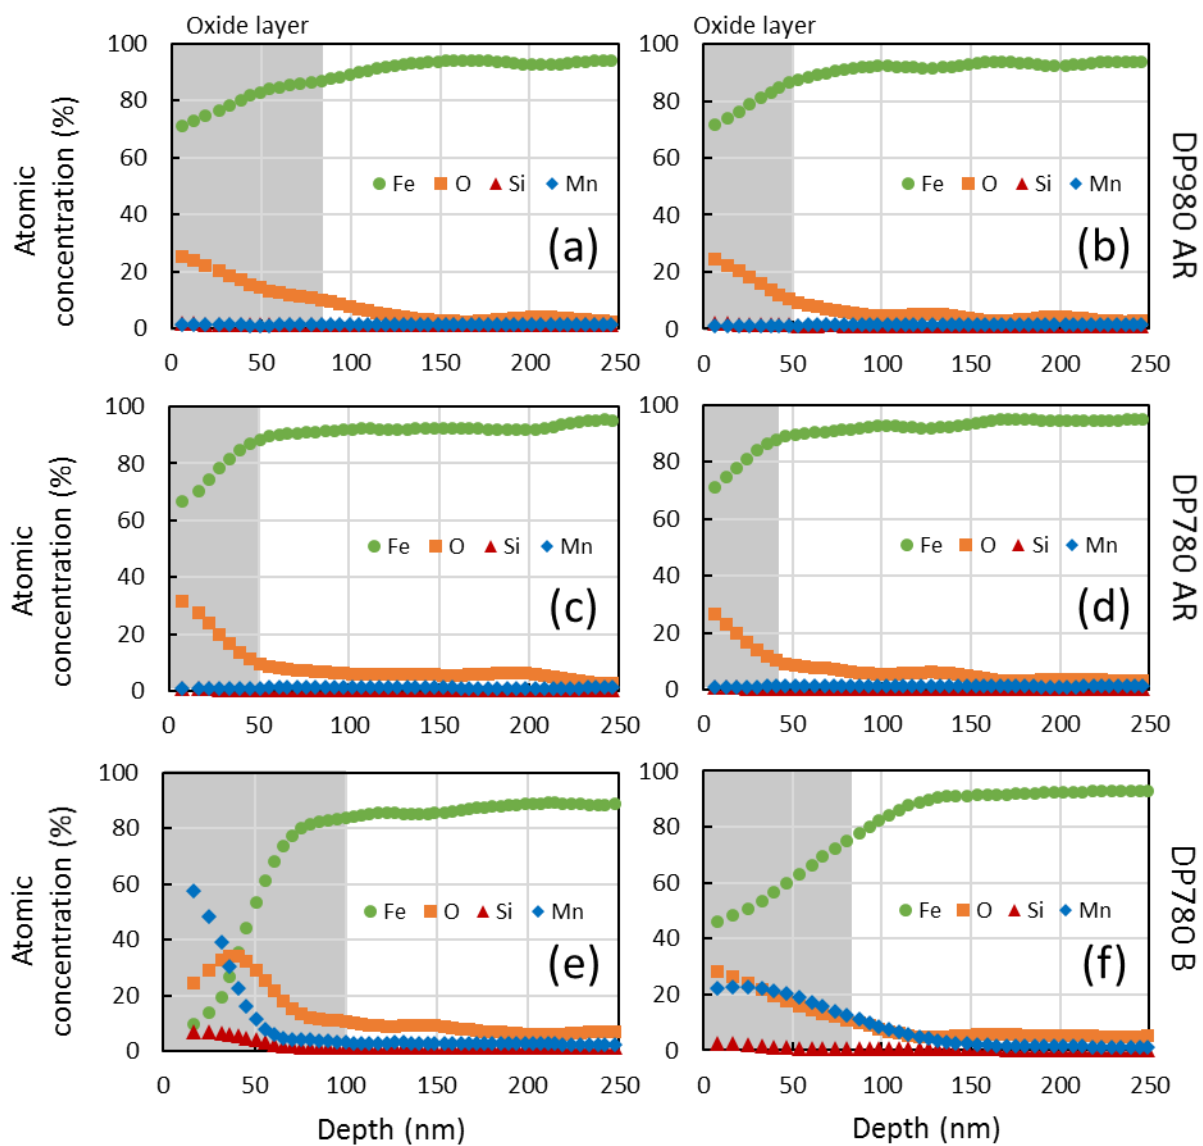 Oxide layer
Oxide layer
100
80
60
40
20
0
0 50 100 150 200 250
Atomic
concentration (%)
Fe O Si Mn
(a)
100
80
60
40
20
0
0 50 100 150 200 250
Fe O Si Mn
(b)
DP980 AR
100
80
60
40
20
0
0 50 100 150 200 250
Atomic
concentration (%)
Fe O Si Mn
(c)
100
80
60
40
20
0
0 50 100 150 200 250
Fe O Si Mn
(d)
DP780 AR
100
80
60
40
20
0
0 50 100 150 200 250
Atomic
concentration (%)
Fe O Si Mn
(e)
Depth (nm)
100
80
60
40
20
0
0 50 100 150 200 250
Fe O Si Mn
(f)
Depth (nm)
DP780 B